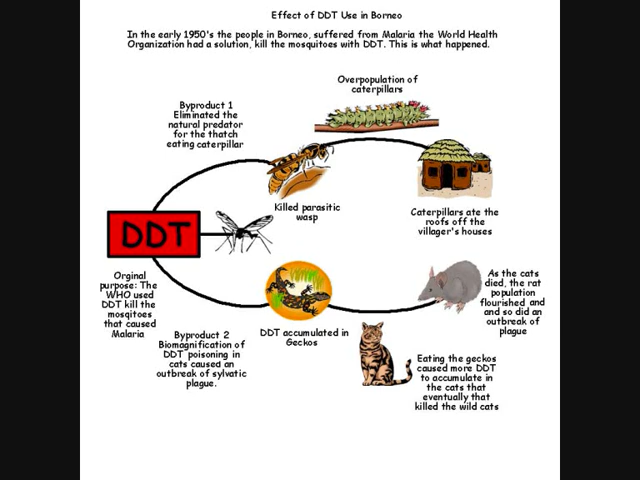 Effect of DDT Use in Borneo
In the early 1950's the people in Borneo, suffered from Malaria the World Health
Organization had a solution, kill the mosquitoes with DDT. This is what happened.
Overpopulation of
caterpillars
Byproduct 1
Eliminated the
natural predator
for the thatch
eating caterpillar
Killed parasitic
wasp
Caterpillars ate the
roofs off the
villager's houses
DDT
Orginal
purpose: The
WHO used
DDT kill the
mosqitoes
that caused
Malaria
Byproduct 2
Biomagnification of
DDT poisoning in
cats caused an
outbreak of sylvatic
plague.
DDT accumulated in
Geckos
As the cats
died, the rat
population
flourished and
and so did an
outbreak of
plague
Eating the geckos
caused more DDT
to accumulate in
the cats that
eventually that
killed the wild cats